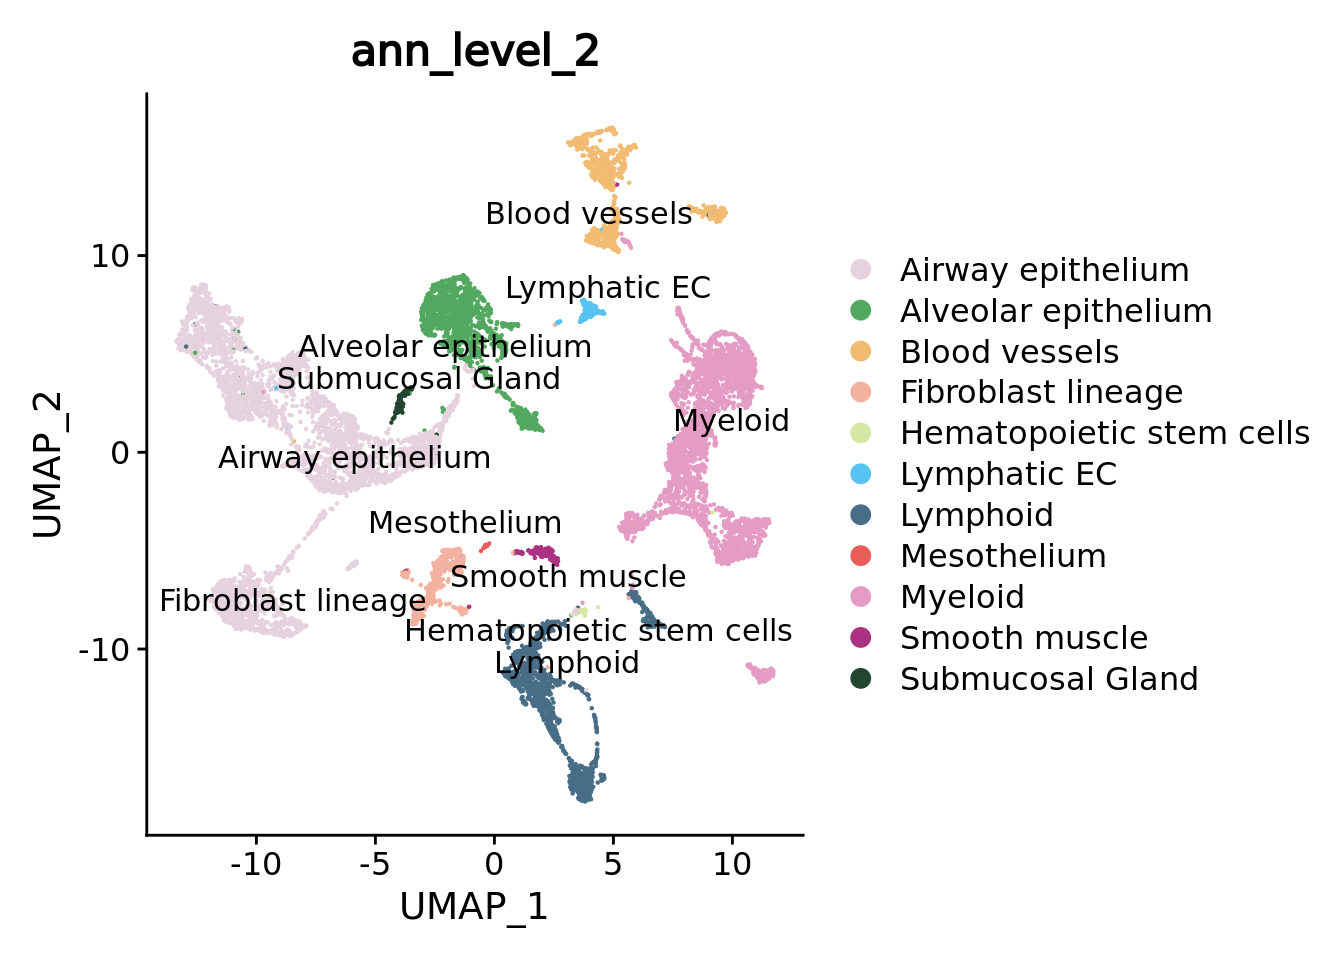 ann_level_2
Blood vessels
Lymphatic EC
Alveolar epithelium
Submucosal Gland
Myeloid
Airway epithelium
Mesothelium
Smooth muscle
Fibroblast lineage
Hematopoietic stem cells
Lymphoid
10
0
-10
UMAP_2
-10
-5
0
5
10
UMAP_1
Airway epithelium
Alveolar epithelium
Blood vessels
Fibroblast lineage
Hematopoietic stem cells
Lymphatic EC
Lymphoid
Mesothelium
Myeloid
Smooth muscle
Submucosal Gland